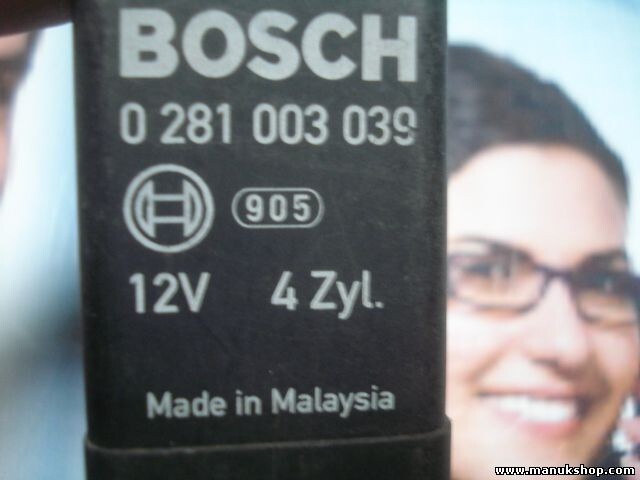 BOSCH
0 281 003 039
905
12V 4 Zyl.
Made in Malaysia
www.manukshop.com